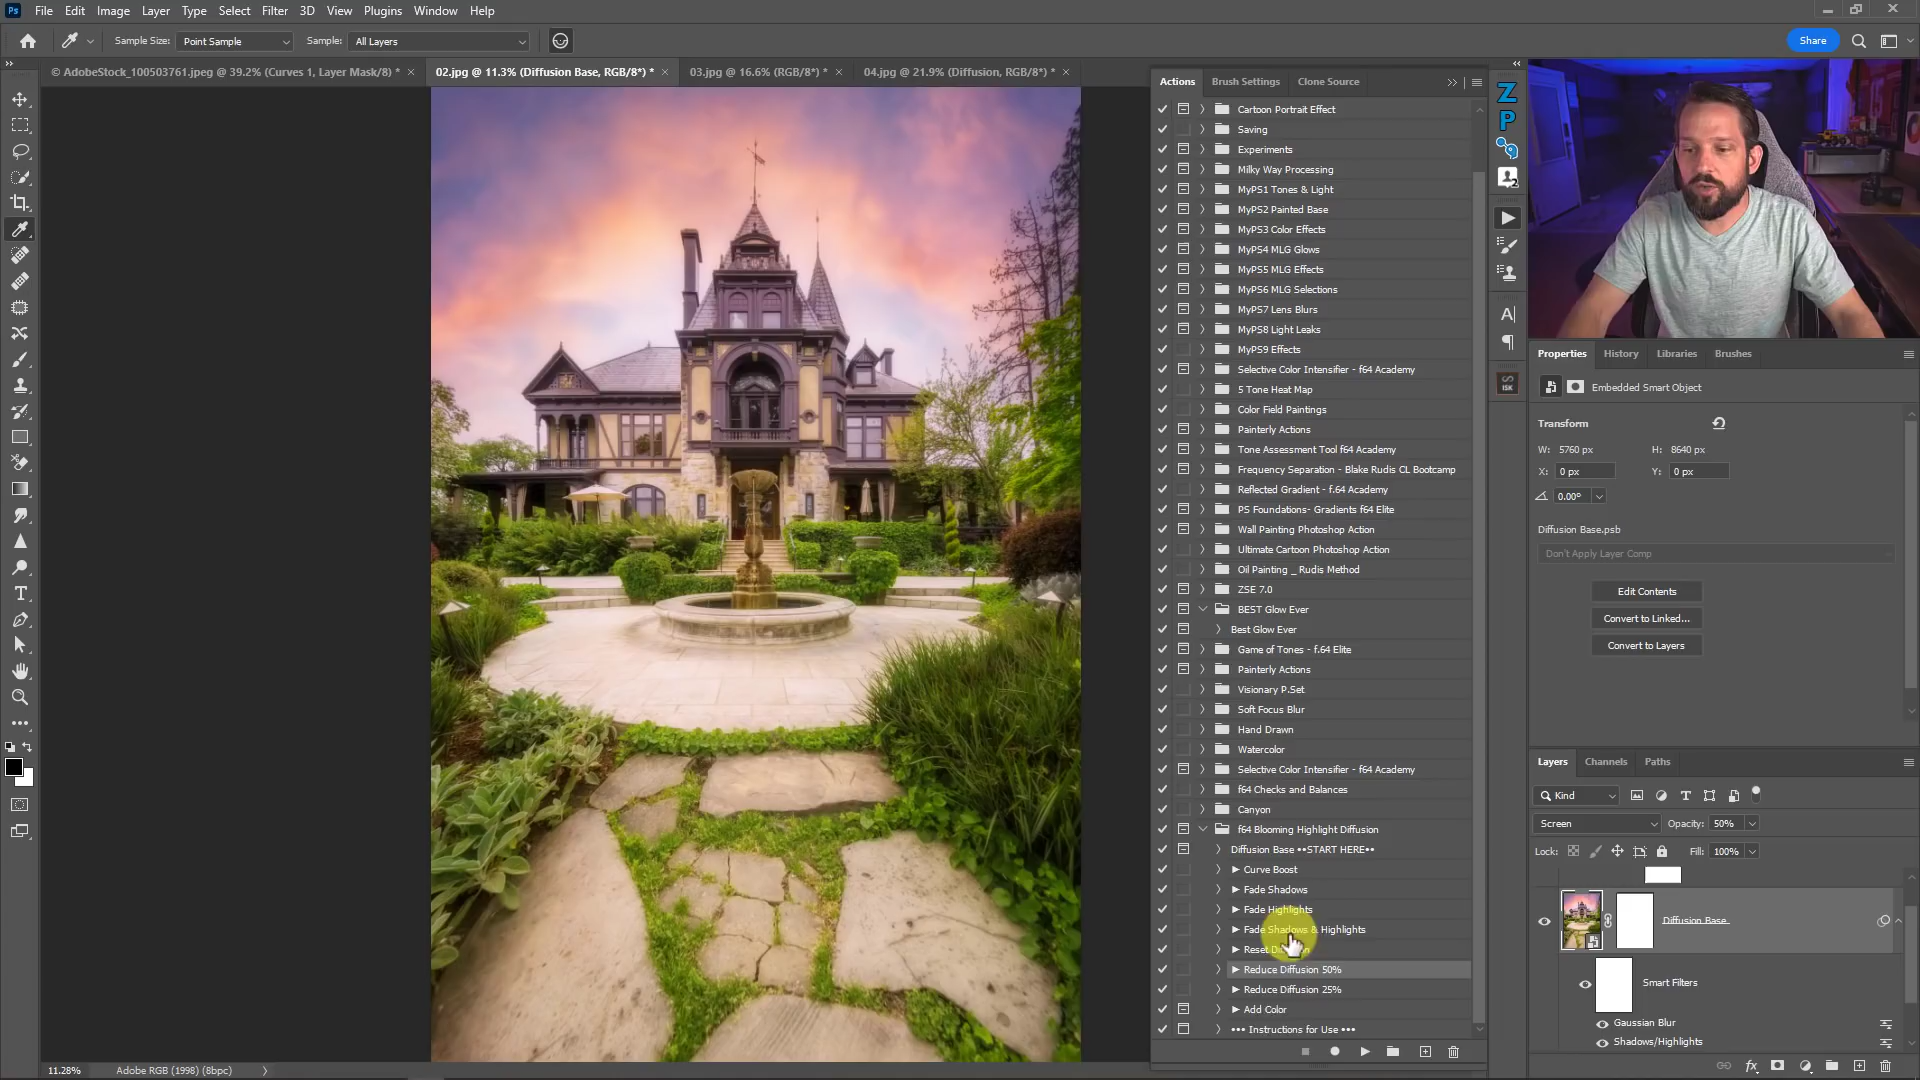 Ps File Edit Image Layer Type Select Filter 3D View Plugins Window Help
Sample Size: Point Sample Sample: All Layers Share
© AdobeStock_100503761.jpeg @ 39.2% (Curves 1, Layer Mask/8) * × 02.jpg @ 11.3% (Diffusion Base, RGB/8*) * × 03.jpg @ 16.6% (RGB/8*) * × 04.jpg @ 21.9% (Diffusion, RGB/8*) * ×
Actions Brush Settings Clone Source
Cartoon Portrait Effect
Saving
Experiments
Milky Way Processing
MyPS1 Tones & Light
MyPS2 Painted Base
MyPS3 Color Effects
MyPS4 MLG Glows
MyPS5 MLG Effects
MyPS6 MLG Selections
MyPS7 Lens Blurs
MyPS8 Light Leaks
MyPS9 Effects
Selective Color Intensifier - f64 Academy
5 Tone Heat Map
Color Field Paintings
Painterly Actions
Tone Assessment Tool f64 Academy
Frequency Separation - Blake Rudis CL Bootcamp
Reflected Gradient - f.64 Academy
PS Foundations- Gradients f64 Elite
Wall Painting Photoshop Action
Ultimate Cartoon Photoshop Action
Oil Painting _ Rudis Method
ZSE 7.0
BEST Glow Ever
Best Glow Ever
Game of Tones - f.64 Elite
Painterly Actions
Visionary P.Set
Soft Focus Blur
Hand Drawn
Watercolor
Selective Color Intensifier - f64 Academy
f64 Checks and Balances
Canyon
f64 Blooming Highlight Diffusion
Diffusion Base ••START HERE••
► Curve Boost
► Fade Shadows
► Fade Highlights
► Fade Shadows & Highlights
► Reset
► Reduce Diffusion 50%
► Reduce Diffusion 25%
► Add Color
••• Instructions for Use •••
Z
P
2
A|
¶
ISK
Properties History Libraries Brushes
Embedded Smart Object
Transform
W: 5760 px H: 8640 px
X: 0 px Y: 0 px
0.00°
Diffusion Base.psb
Don't Apply Layer Comp
Edit Contents
Convert to Linked...
Convert to Layers
Layers Channels Paths
Kind
Screen Opacity: 50%
Lock: Fill: 100%
Diffusion Base
Smart Filters
Gaussian Blur
Shadows/Highlights
fx
11.28% Adobe RGB (1998) (8bpc)